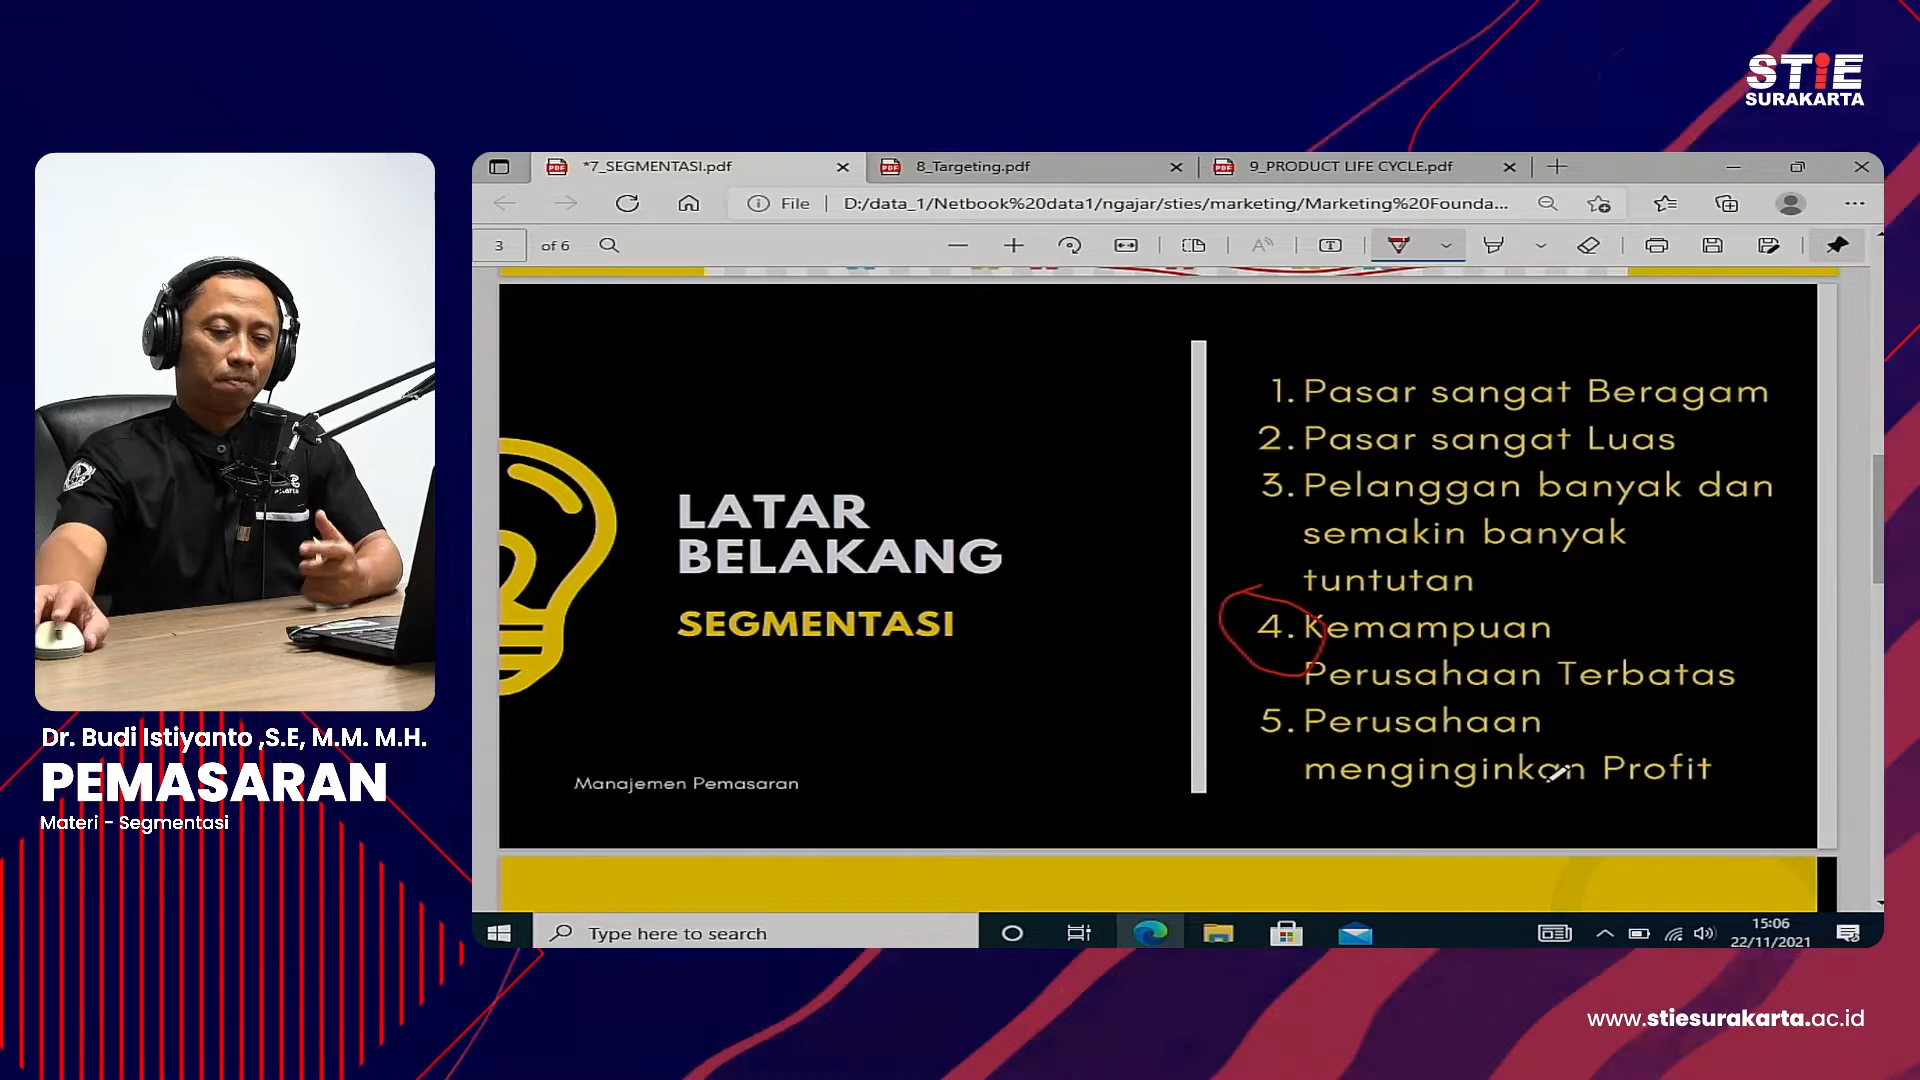 STiE
SURAKARTA
*7_SEGMENTASI.pdf
8_Targeting.pdf
9_PRODUCT LIFE CYCLE.pdf
File
D:/data_1/Netbook%20data1/ngajar/sties/marketing/Marketing%20Founda...
3 of 6
LATAR
BELAKANG
SEGMENTASI
Manajemen Pemasaran
1. Pasar sangat Beragam
2. Pasar sangat Luas
3. Pelanggan banyak dan
semakin banyak
tuntutan
4. Kemampuan
Perusahaan Terbatas
5. Perusahaan
menginginkan Profit
Type here to search
15:06
22/11/2021
Dr. Budi Istiyanto ,S.E, M.M. M.H.
PEMASARAN
Materi - Segmentasi
www.stiesurakarta.ac.id